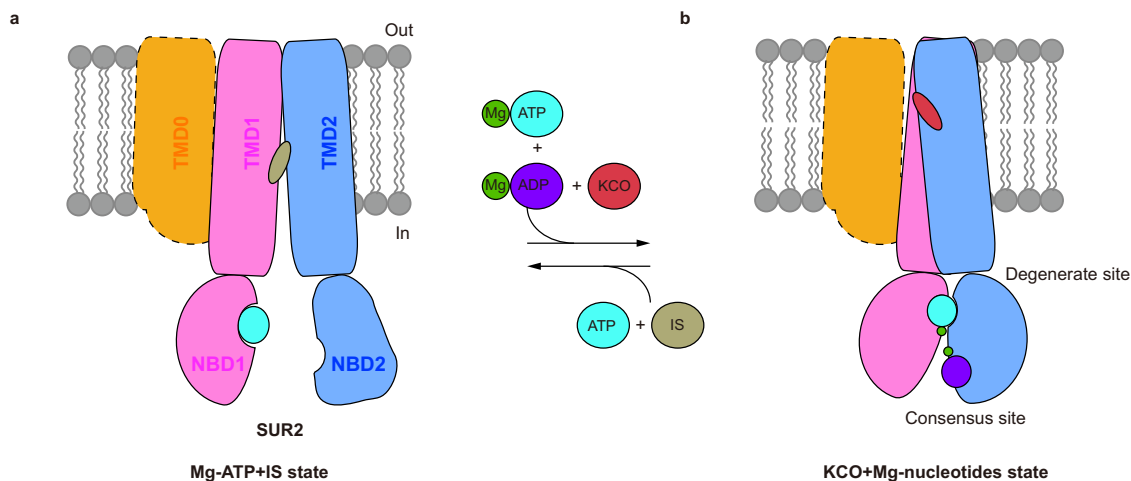 a
Out
TMD0
TMD1
TMD2
In
NBD1
NBD2
SUR2
Mg-ATP+IS state
Mg ATP
+
Mg ADP + KCO
ATP + IS
b
Degenerate site
Consensus site
KCO+Mg-nucleotides state